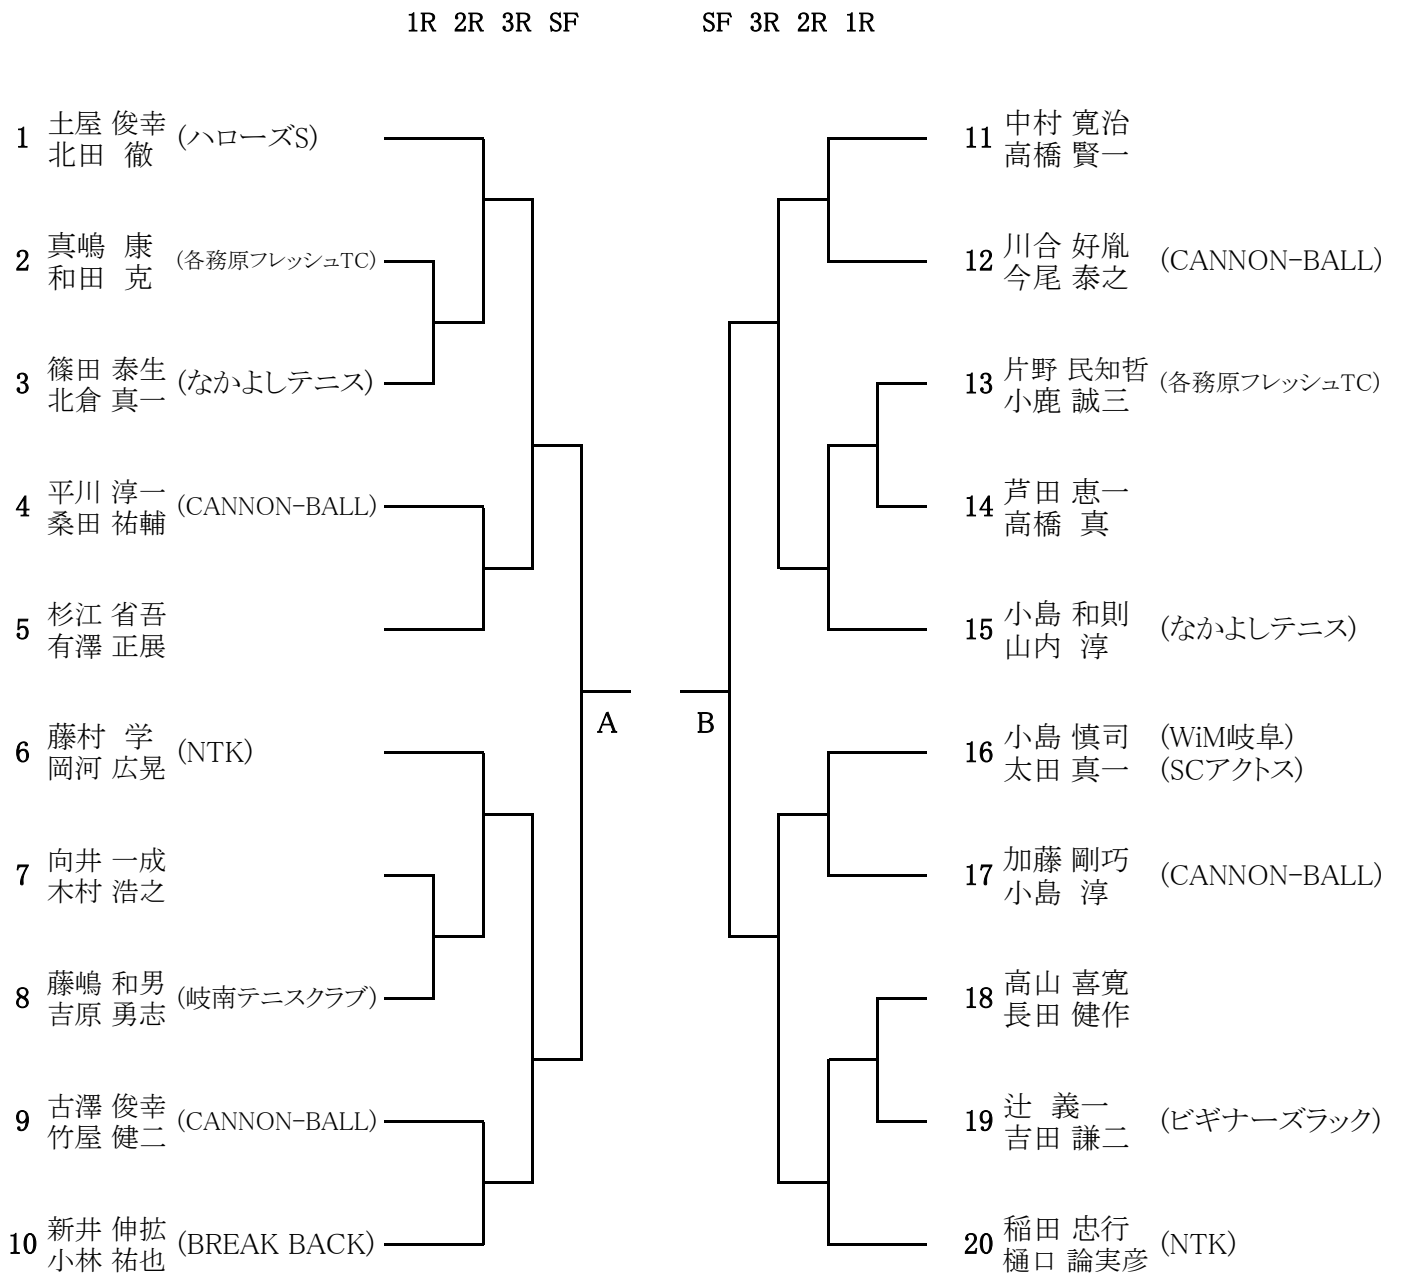 1R 2R 3R SF
SF 3R 2R 1R
1 土屋 俊幸 (ハローズS)
北田 徹
2 真嶋 康 (各務原フレッシュTC)
和田 克
3 篠田 泰生 (なかよしテニス)
北倉 真一
4 平川 淳一 (CANNON-BALL)
桑田 祐輔
5 杉江 省吾
有澤 正展
6 藤村 学 (NTK)
岡河 広晃
7 向井 一成
木村 浩之
8 藤嶋 和男 (岐南テニスクラブ)
吉原 勇志
9 古澤 俊幸 (CANNON-BALL)
竹屋 健二
10 新井 伸拡 (BREAK BACK)
小林 祐也
A
B
11 中村 寛治
高橋 賢一
12 川合 好胤 (CANNON-BALL)
今尾 泰之
13 片野 民知哲 (各務原フレッシュTC)
小鹿 誠三
14 芦田 恵一
高橋 真
15 小島 和則 (なかよしテニス)
山内 淳
16 小島 慎司 (WiM岐阜)
太田 真一 (SCアクトス)
17 加藤 剛巧 (CANNON-BALL)
小島 淳
18 高山 喜寛
長田 健作
19 辻 義一 (ビギナーズラック)
吉田 謙二
20 稲田 忠行 (NTK)
樋口 論実彦